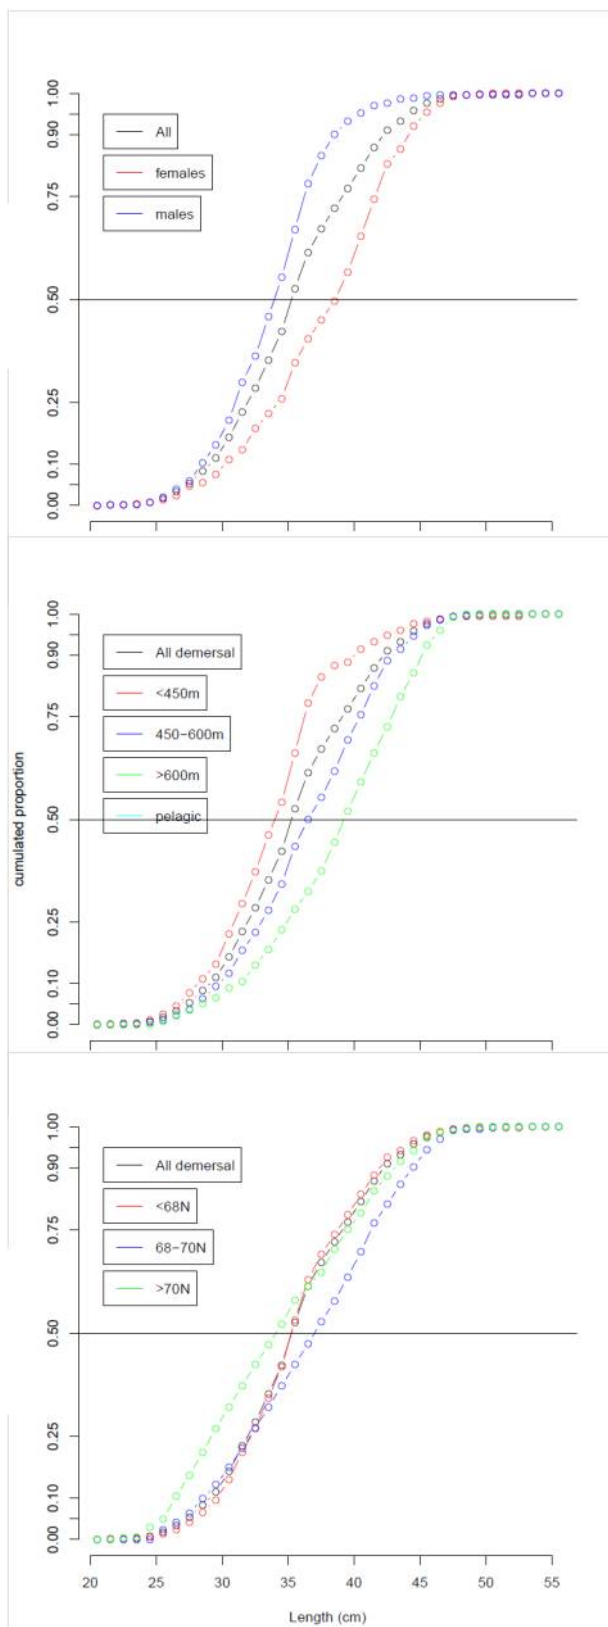 1.00
0.90
0.75
0.50
0.25
0.10
0.00
All
females
males
cumulated proportion
1.00
0.90
0.75
0.50
0.25
0.10
0.00
All demersal
<450m
450-600m
>600m
pelagic
1.00
0.90
0.75
0.50
0.25
0.10
0.00
All demersal
<68N
68-70N
>70N
20 25 30 35 40 45 50 55
Length (cm)